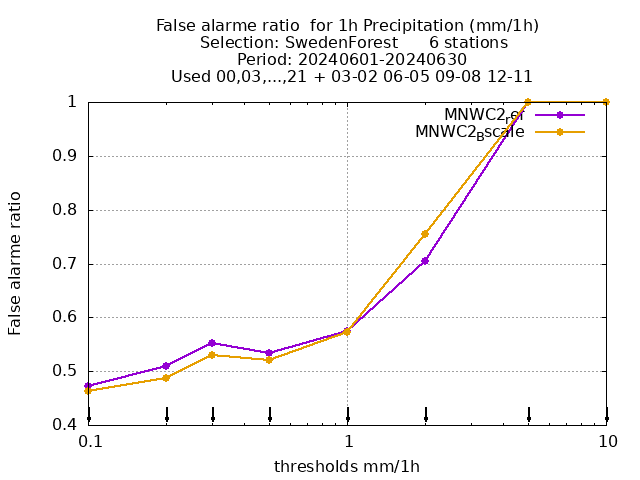 False alarme ratio  for 1h Precipitation (mm/1h)
Selection: SwedenForest      6 stations
Period: 20240601-20240630
Used 00,03,...,21 + 03-02 06-05 09-08 12-11
MNWC2_rer
MNWC2_Bscale
1
0.9
0.8
0.7
0.6
0.5
0.4
0.1
1
10
False alarme ratio
thresholds mm/1h